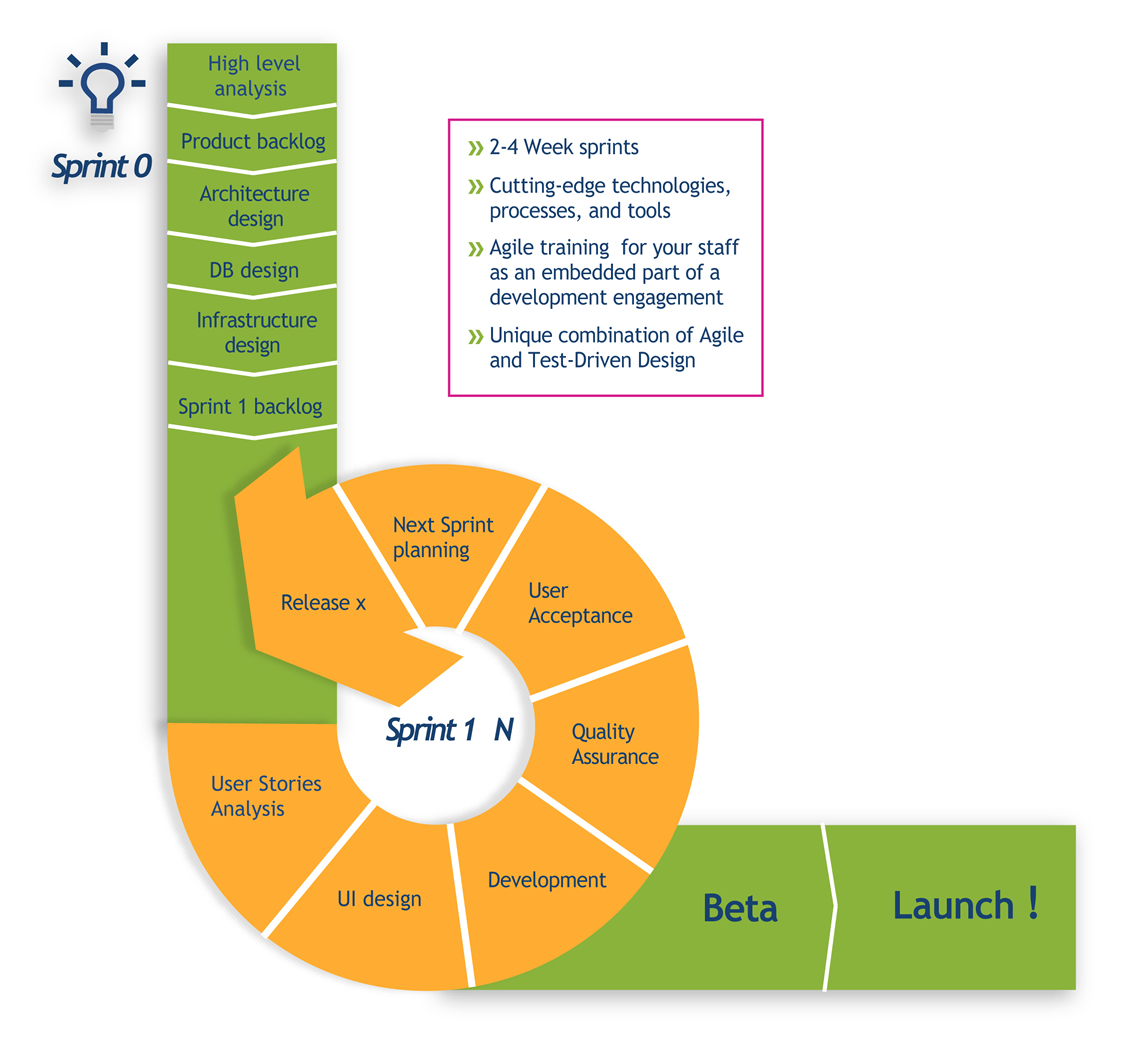 Sprint 0
High level
analysis
Product backlog
Architecture
design
DB design
Infrastructure
design
Sprint 1 backlog
» 2-4 Week sprints
» Cutting-edge technologies,
processes, and tools
» Agile training for your staff
as an embedded part of a
development engagement
» Unique combination of Agile
and Test-Driven Design
Next Sprint
planning
User
Acceptance
Release x
Sprint 1 N
Quality
Assurance
User Stories
Analysis
UI design
Development
Beta
Launch !